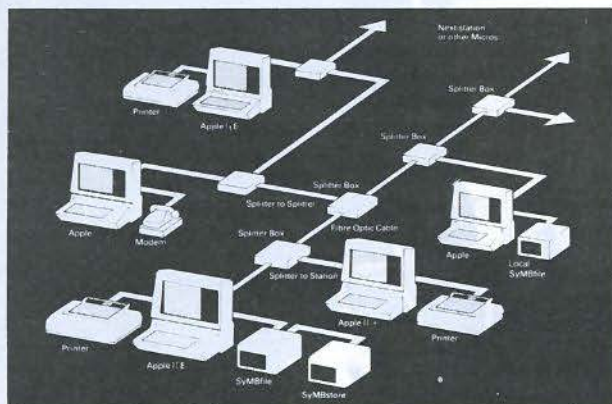 Next station
or other Micros
Splitter Box
Printer
Apple II E
Splitter Box
Splitter Box
Splitter to Splitter
Apple
Modem
Fibre Optic Cable
Splitter Box
Apple
Local
SyMBfile
Splitter to Station
Printer
Apple II E
Apple II +
Printer
SyMBfile
SyMBstore